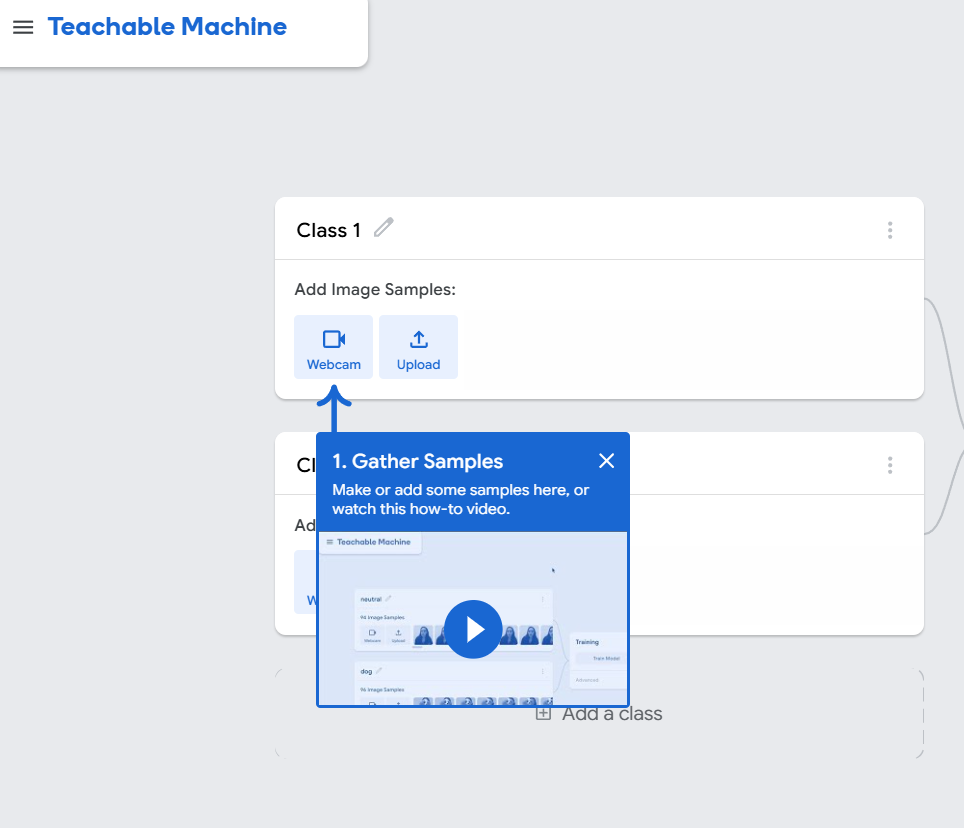 Teachable Machine
Class 1
Add Image Samples:
Webcam
Upload
Cl
1. Gather Samples
Make or add some samples here, or
watch this how-to video.
Ad
W
Teachable Machine
neutral
94 Image Samples
Webcam
Upload
Training
Train Model
Advanced
dog
96 Image Samples
Add a class